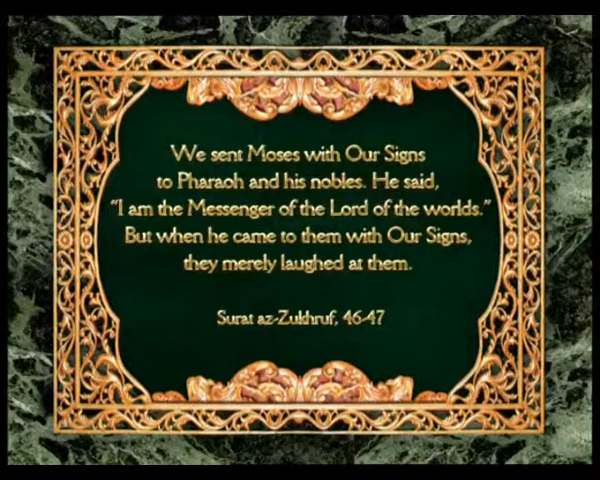 We sent Moses with Our Signs
to Pharaoh and his nobles. He said,
"I am the Messenger of the Lord of the worlds."
But when he came to them with Our Signs,
they merely laughed at them.
Surat az-Zukhruf, 46-47